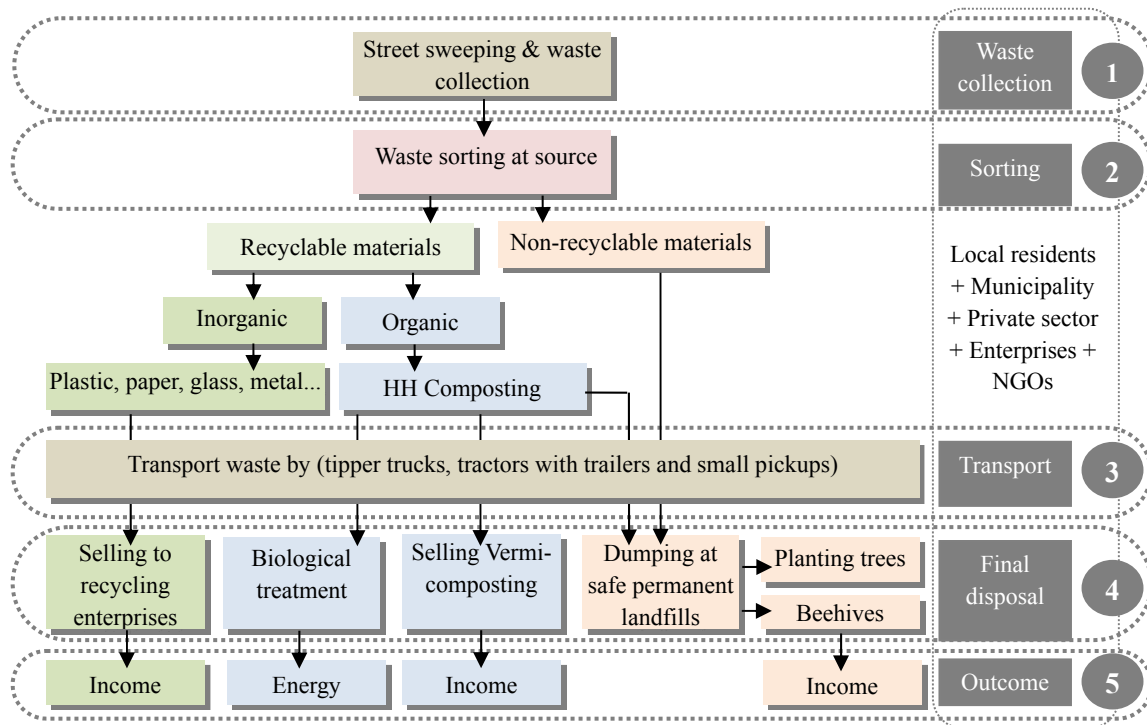 Street sweeping & waste
collection
Waste
collection
1
Waste sorting at source
Sorting
2
Recyclable materials
Non-recyclable materials
Local residents
+ Municipality
+ Private sector
+ Enterprises +
NGOs
Inorganic
Organic
Plastic, paper, glass, metal...
HH Composting
Transport waste by (tipper trucks, tractors with trailers and small pickups)
Transport
3
Selling to
recycling
enterprises
Biological
treatment
Selling Vermi-
composting
Dumping at
safe permanent
landfills
Planting trees
Beehives
Final
disposal
4
Income
Energy
Income
Income
Outcome
5